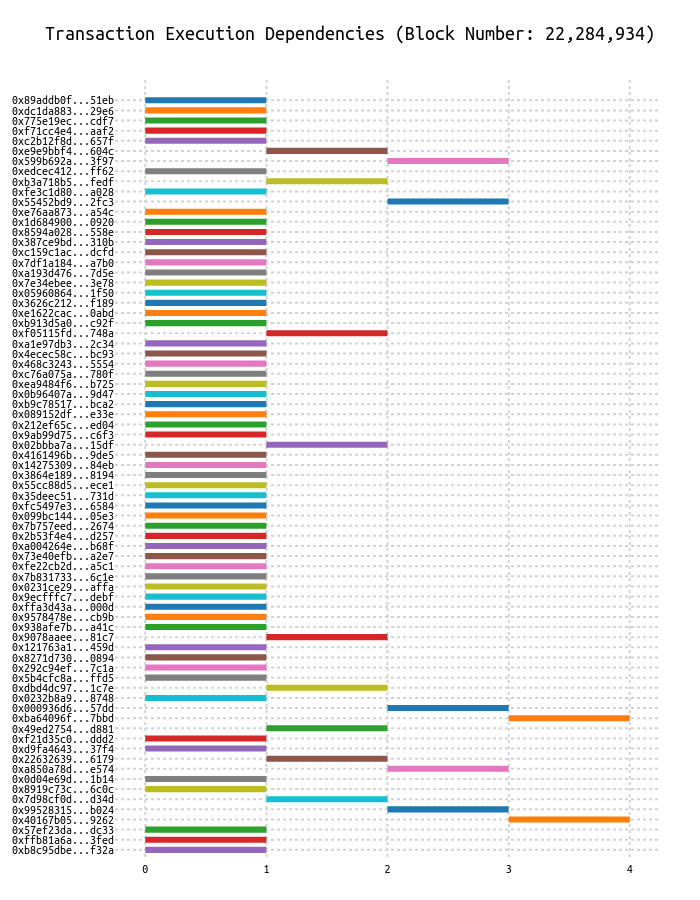 Transaction Execution Dependencies (Block Number: 22,284,934)
0x89addb0f...51eb
0xdc1da883...29e6
0x775e19ec...cdf7
0xf71cc4e4...aaf2
0xc2b12f8d...657f
0xe9e9bbf4...604c
0x599b692a...3f97
0xedcec412...ff62
0xb3a718b5...fedf
0xfe3c1d80...a028
0x55452bd9...2fc3
0xe76aa873...a54c
0x1d684900...0920
0x8594a028...558e
0x387ce9bd...310b
0xc159c1ac...dcfd
0x7df1a184...a7b0
0xa193d476...7d5e
0x7e34ebee...3e78
0x05960864...1f50
0x3626c212...f189
0xe1622cac...0abd
0xb913d5a0...c92f
0xf05115fd...748a
0xa1e97db3...2c34
0x4ecec58c...bc93
0x468c3243...5554
0xc76a075a...780f
0xea9484f6...b725
0x0b96407a...9d47
0xb9c78517...bca2
0x089152df...e33e
0x212ef65c...ed04
0x9ab99d75...c6f3
0x02bbba7a...15df
0x4161496b...9de5
0x14275309...84eb
0x3864e189...8194
0x55cc88d5...ece1
0x35deec51...731d
0xfc5497e3...6584
0x099bc144...05e3
0x7b757eed...2674
0x2b53f4e4...d257
0xa004264e...b68f
0x73e40efb...a2e7
0xfe22cb2d...a5c1
0x7b831733...6c1e
0x0231ce29...affa
0x9ecfffc7...debf
0xffa3d43a...000d
0x9578478e...cb9b
0x938afe7b...a41c
0x9078aaee...81c7
0x121763a1...459d
0x8271d730...0894
0x292c94ef...7c1a
0x5b4cfc8a...ffd5
0xdbd4dc97...1c7e
0x0232b8a9...8748
0x000936d6...57dd
0xba64096f...7bbd
0x49ed2754...d881
0xf21d35c0...ddd2
0xd9fa4643...37f4
0x22632639...6179
0xa850a78d...e574
0x0d04e69d...1b14
0x8919c73c...6c0c
0x7d98cf0d...d34d
0x99528315...b024
0x40167b05...9262
0x57ef23da...dc33
0xffb81a6a...3fed
0xb8c95dbe...f32a
0 1 2 3 4